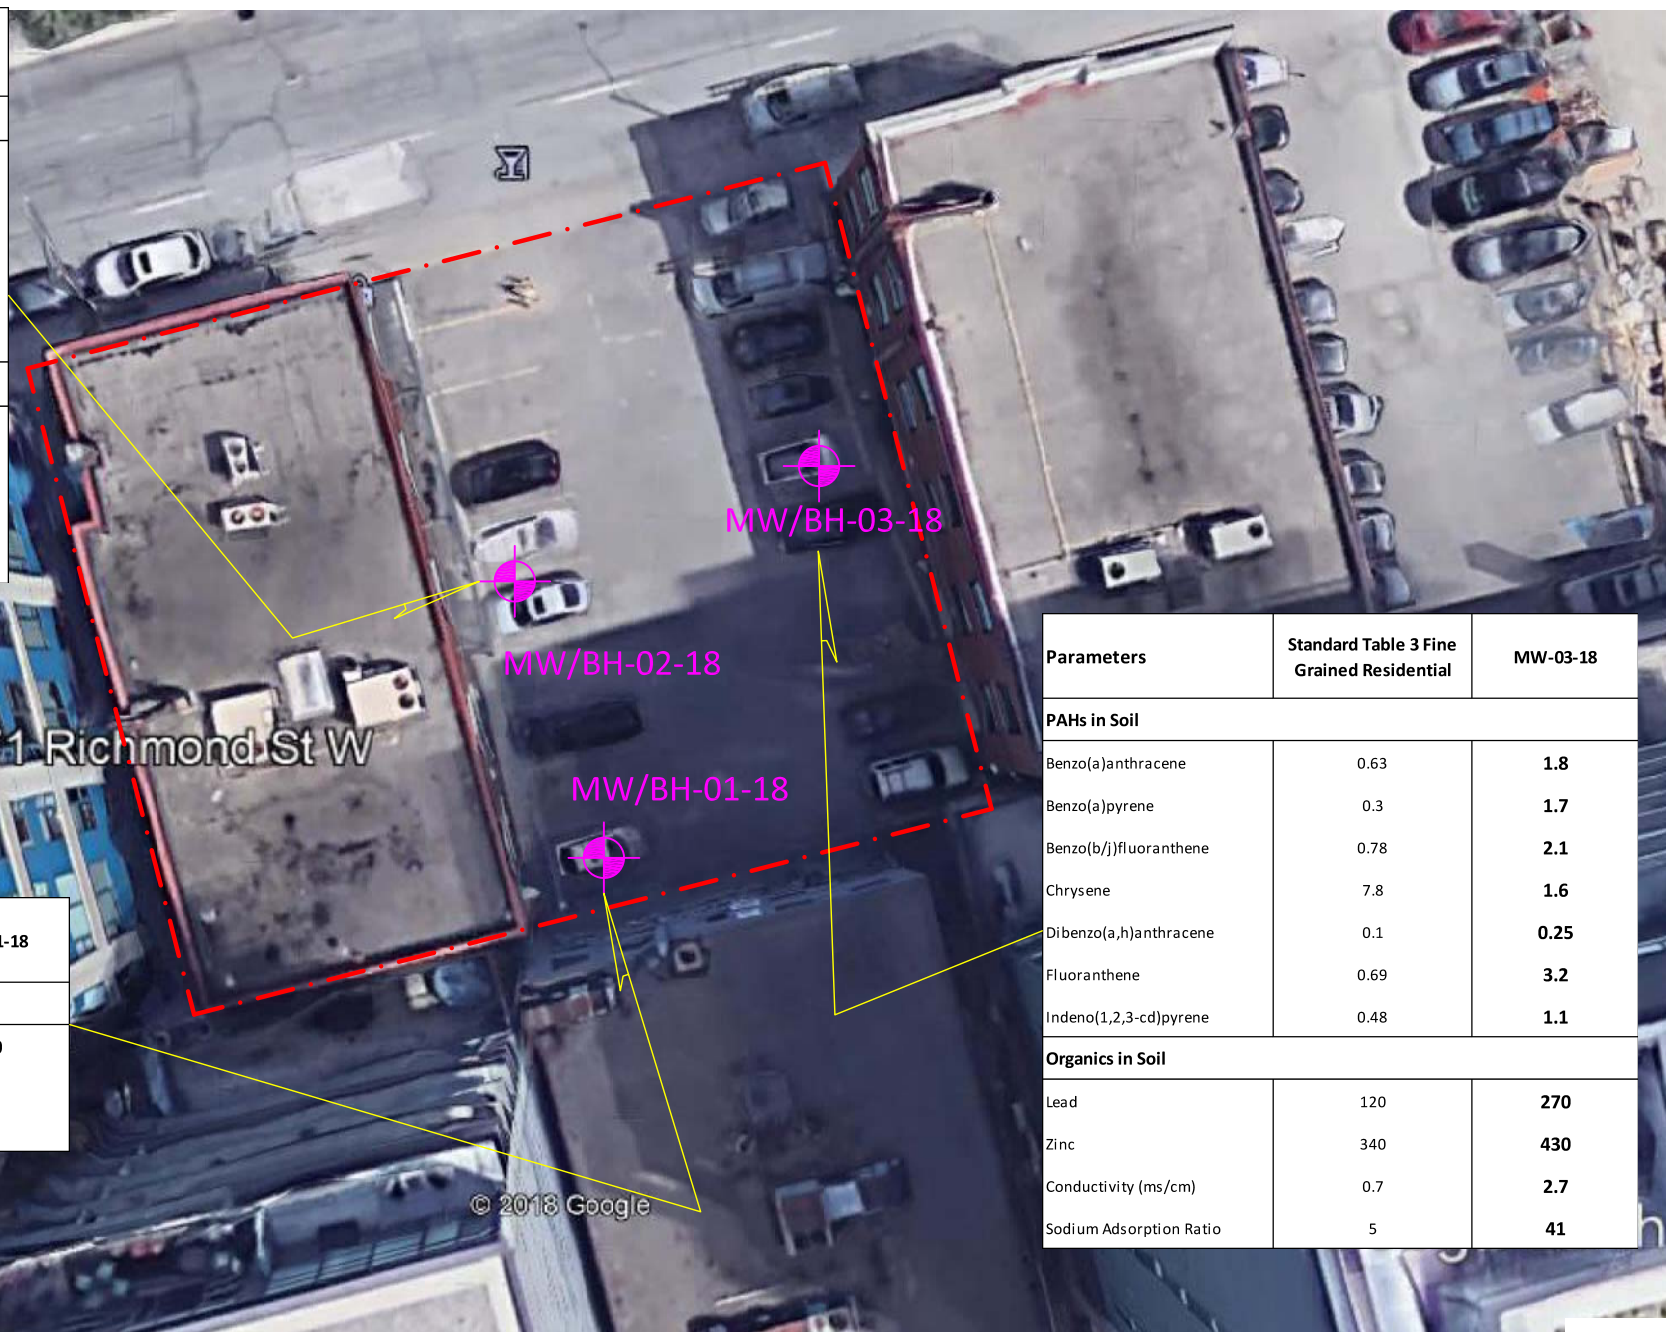 MW/BH-03-18
MW/BH-02-18
1 Richmond St W
MW/BH-01-18
-18
© 2018 Google
Parameters Standard Table 3 Fine Grained Residential MW-03-18
PAHs in Soil
Benzo(a)anthracene 0.63 1.8
Benzo(a)pyrene 0.3 1.7
Benzo(b/j)fluoranthene 0.78 2.1
Chrysene 7.8 1.6
Dibenzo(a,h)anthracene 0.1 0.25
Fluoranthene 0.69 3.2
Indeno(1,2,3-cd)pyrene 0.48 1.1
Organics in Soil
Lead 120 270
Zinc 340 430
Conductivity (ms/cm) 0.7 2.7
Sodium Adsorption Ratio 5 41